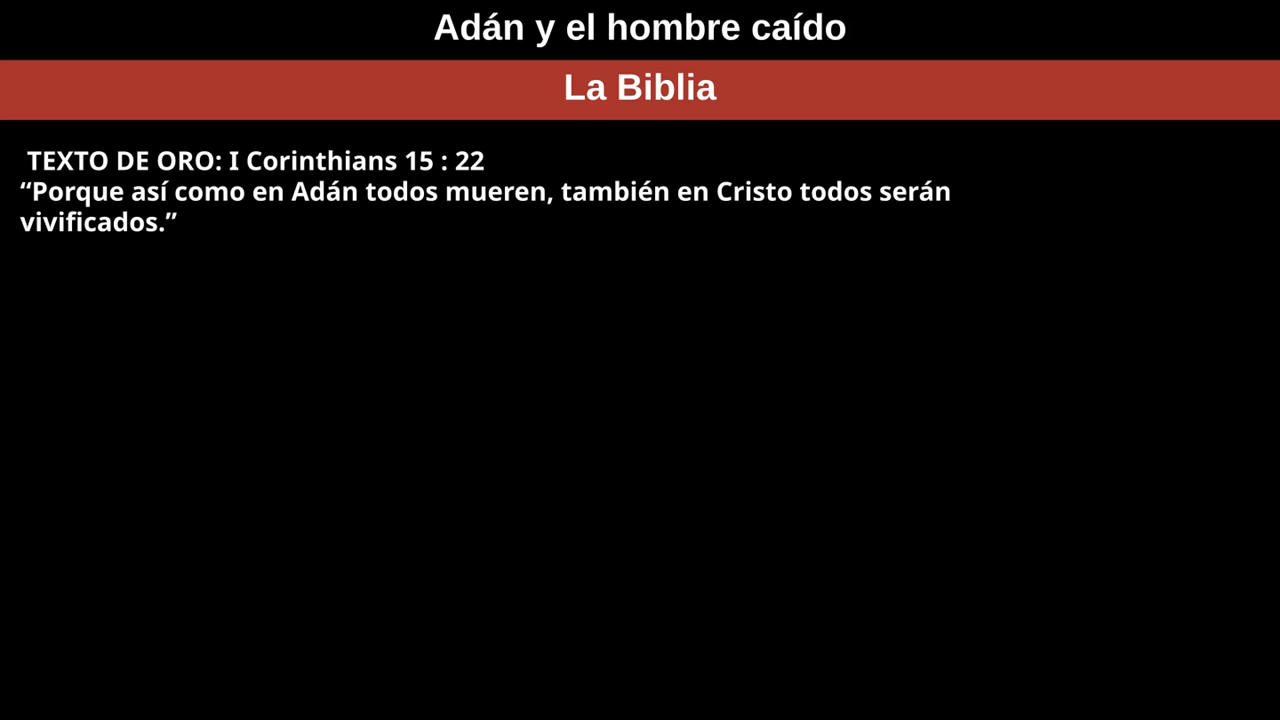 Adán y el hombre caído
La Biblia
TEXTO DE ORO: I Corinthians 15 : 22
“Porque así como en Adán todos mueren, también en Cristo todos serán
vivificados.”